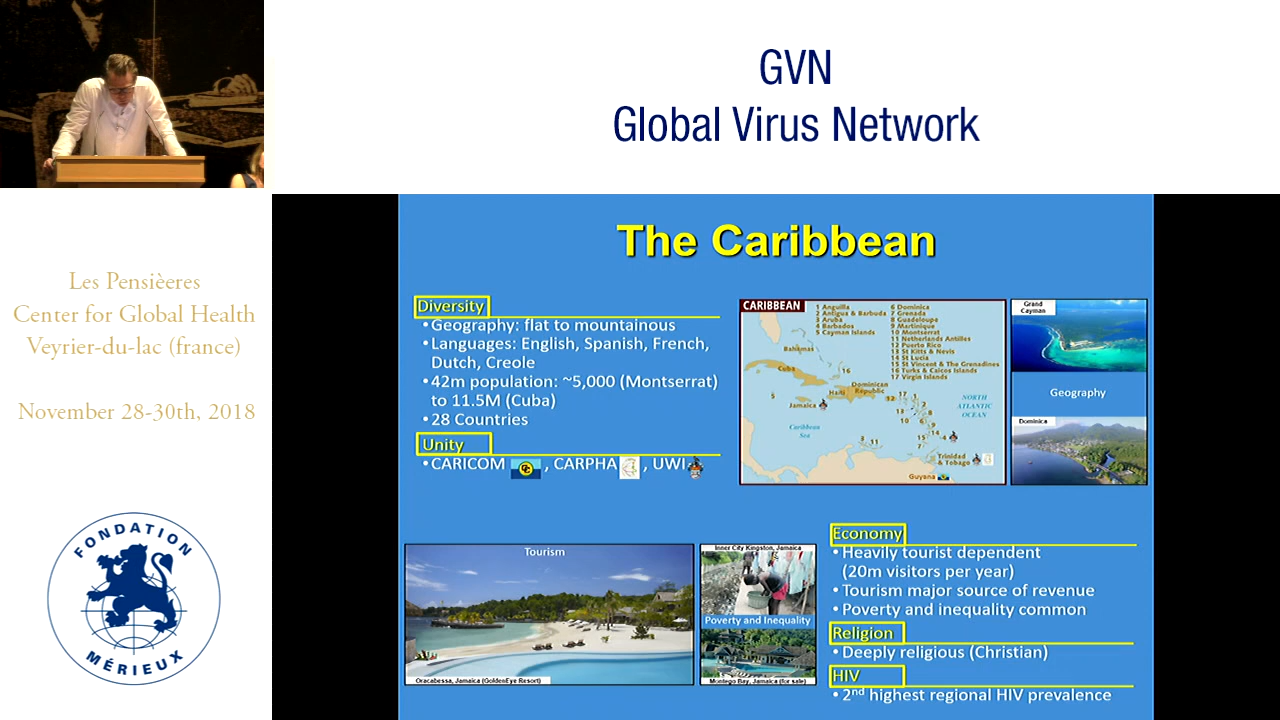 GVN
Global Virus Network
Les Pensièeres
Center for Global Health
Veyrier-du-lac (france)
November 28-30th, 2018
FONDATION
MÉRIEUX
The Caribbean
Diversity
•Geography: flat to mountainous
•Languages: English, Spanish, French,
Dutch, Creole
•42m population: ~5,000 (Montserrat)
to 11.5M (Cuba)
•28 Countries
Unity
•CARICOM , CARPHA , UWI
CARIBBEAN
1 Anguilla
2 Antigua & Barbuda
3 Aruba
4 Barbados
5 Cayman Islands
6 Dominica
7 Grenada
8 Guadeloupe
9 Martinique
10 Montserrat
11 Netherlands Antilles
12 Puerto Rico
13 St Kitts & Nevis
14 St Lucia
15 St Vincent & The Grenadines
16 Turks & Caicos Islands
17 Virgin Islands
Bahamas
Cuba
16
Dominican
Republic
Haiti
5
Jamaica
12
17
NORTH
ATLANTIC
OCEAN
Caribbean
Sea
Trinidad
& Tobago
Guyana
Grand
Cayman
Geography
Dominica
Tourism
Oracabessa, Jamaica (GoldenEye Resort)
Inner City Kingston, Jamaica
Poverty and Inequality
Montego Bay, Jamaica (for sale)
Economy
•Heavily tourist dependent
(20m visitors per year)
•Tourism major source of revenue
•Poverty and inequality common
Religion
•Deeply religious (Christian)
HIV
•2nd highest regional HIV prevalence